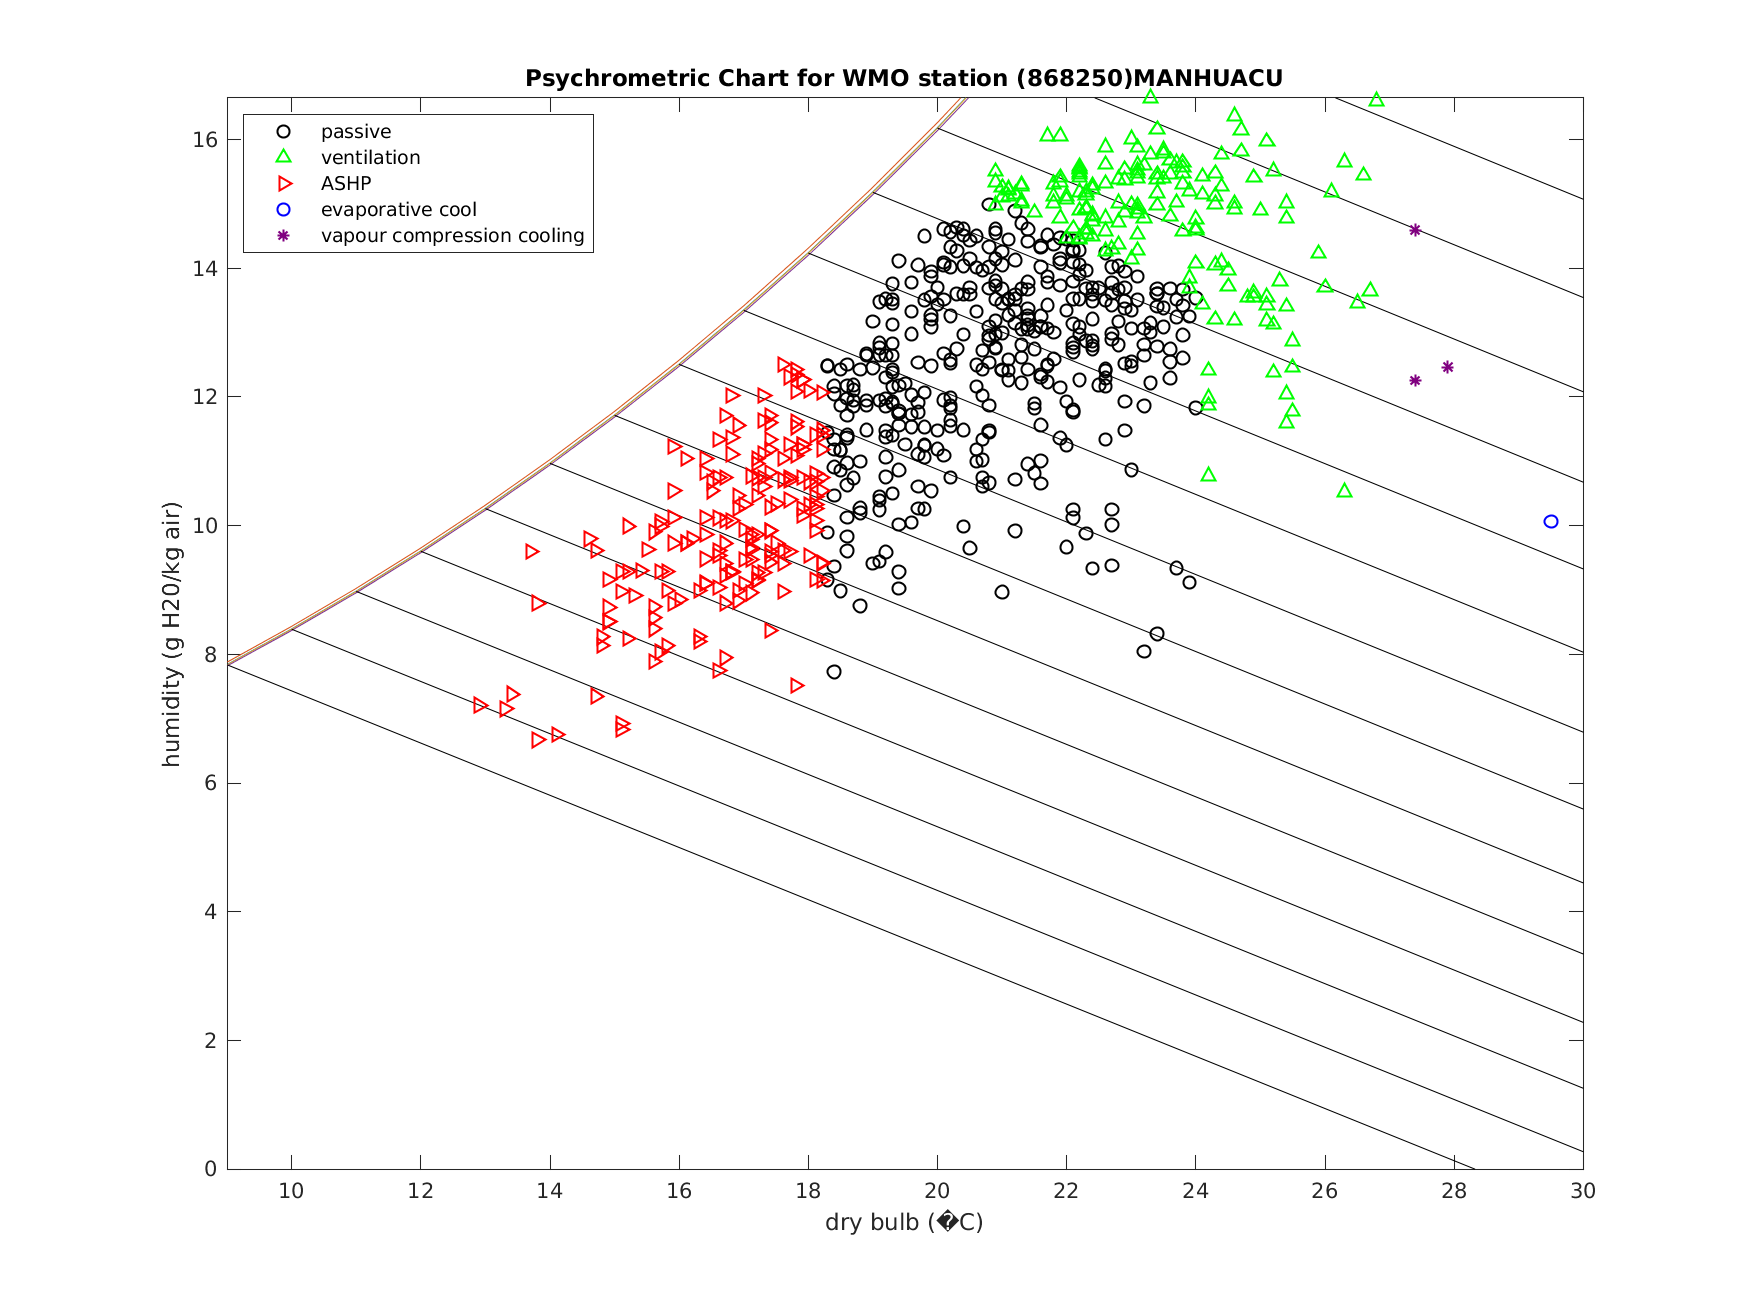 Psychrometric Chart for WMO station (868250)MANHUACU
passive
ventilation
ASHP
evaporative cool
vapour compression cooling
humidity (g H20/kg air)
16
14
12
10
8
6
4
2
0
10 12 14 16 18 20 22 24 26 28 30
dry bulb (�C)